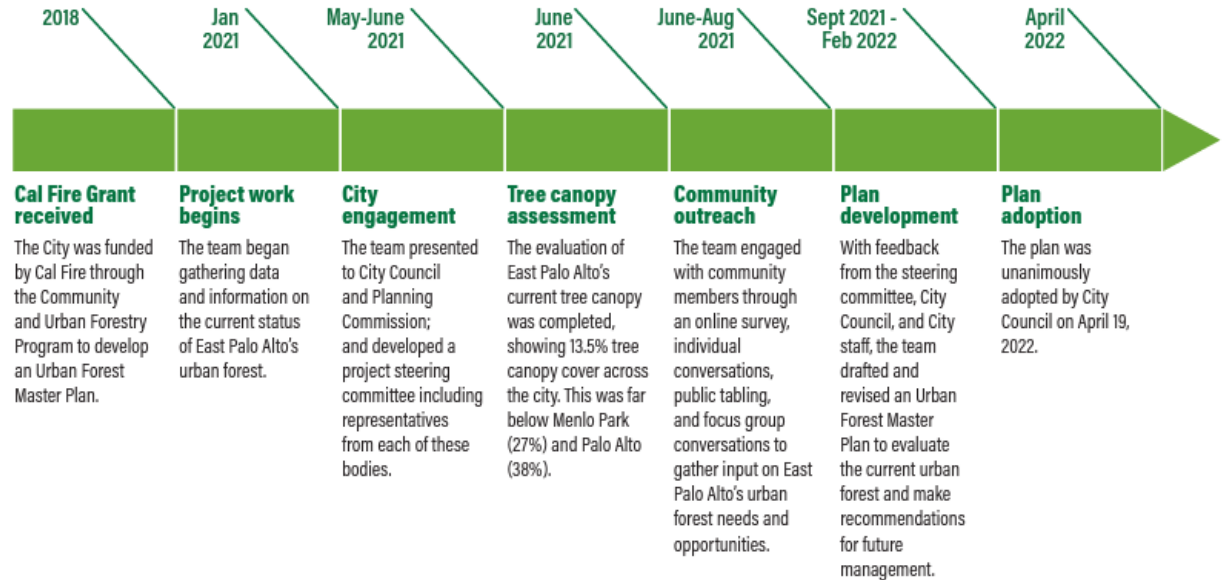 2018
Jan
2021
May-June
2021
June
2021
June-Aug
2021
Sept 2021 -
Feb 2022
April
2022
Cal Fire Grant
received
The City was funded
by Cal Fire through
the Community
and Urban Forestry
Program to develop
an Urban Forest
Master Plan.
Project work
begins
The team began
gathering data
and information on
the current status
of East Palo Alto's
urban forest.
City
engagement
The team presented
to City Council
and Planning
Commission;
and developed a
project steering
committee including
representatives
from each of these
bodies.
Tree canopy
assessment
The evaluation of
East Palo Alto's
current tree canopy
was completed,
showing 13.5% tree
canopy cover across
the city. This was far
below Menlo Park
(27%) and Palo Alto
(38%).
Community
outreach
The team engaged
with community
members through
an online survey,
individual
conversations,
public tabling,
and focus group
conversations to
gather input on East
Palo Alto's urban
forest needs and
opportunities.
Plan
development
With feedback
from the steering
committee, City
Council, and City
staff, the team
drafted and
revised an Urban
Forest Master
Plan to evaluate
the current urban
forest and make
recommendations
for future
management.
Plan
adoption
The plan was
unanimously
adopted by City
Council on April 19,
2022.